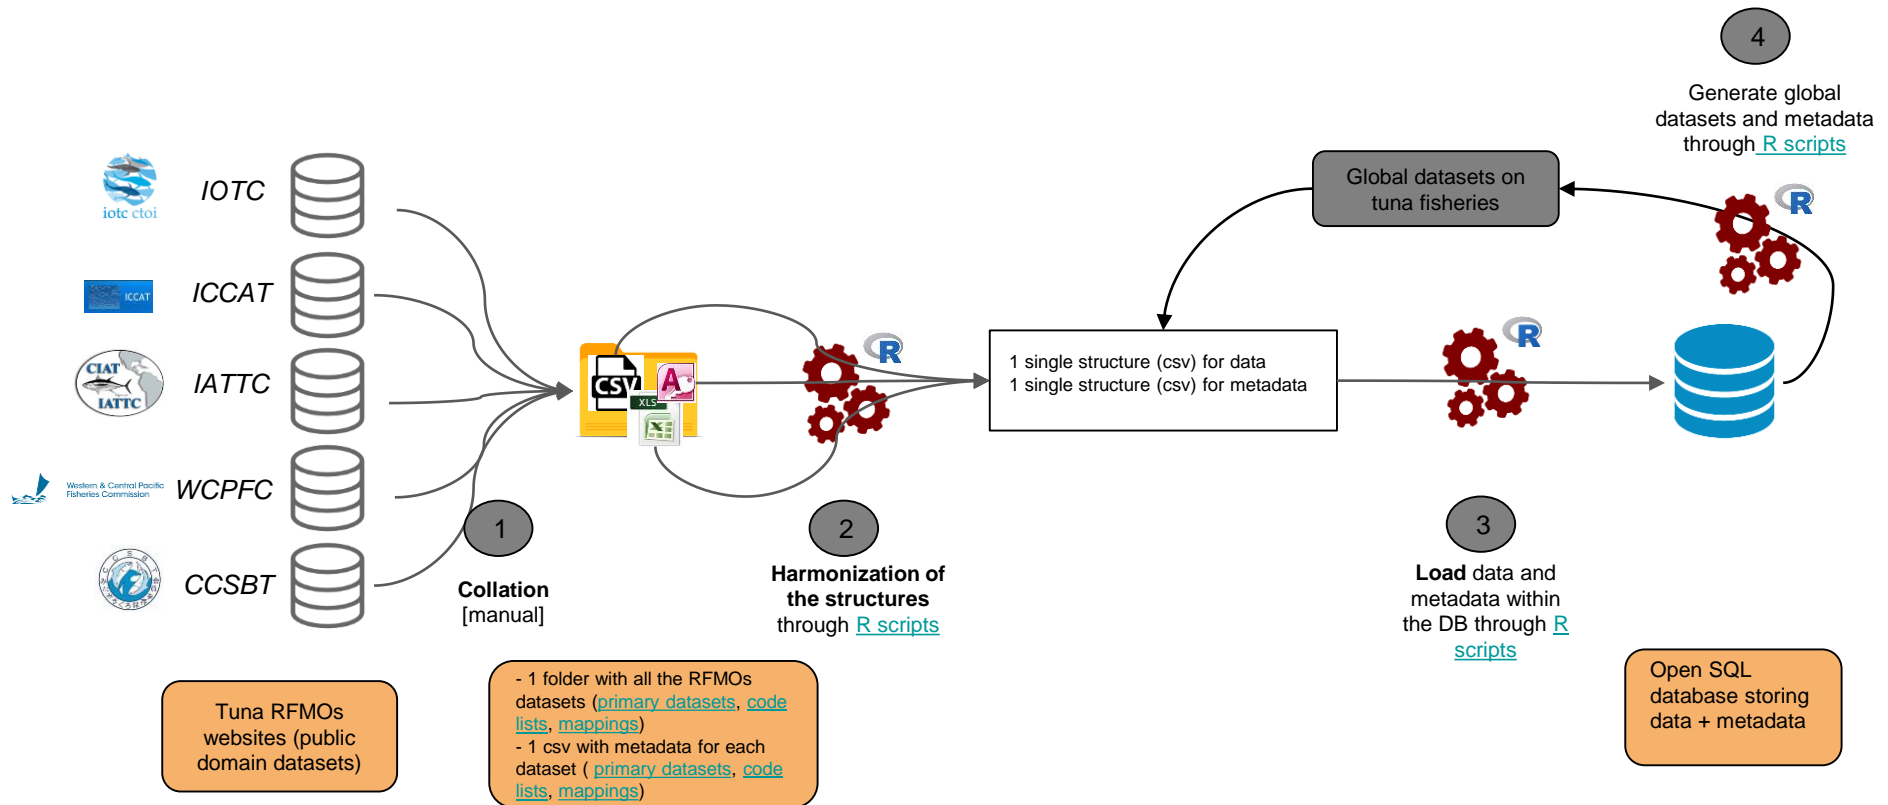 4
Generate global
datasets and metadata
through R scripts
R
Global datasets on
tuna fisheries
iotc ctoi
IOTC
ICCAT
ICCAT
CIAT
IATTC
IATTC
Western & Central Pacific
Fisheries Commission
WCPFC
CCSBT
CSV
A
XLS
X
R
1 single structure (csv) for data
1 single structure (csv) for metadata
R
1
Collation
[manual]
2
Harmonization of
the structures
through R scripts
3
Load data and
metadata within
the DB through R
scripts
Tuna RFMOs
websites (public
domain datasets)
- 1 folder with all the RFMOs
datasets (primary datasets, code
lists, mappings)
- 1 csv with metadata for each
dataset ( primary datasets, code
lists, mappings)
Open SQL
database storing
data + metadata